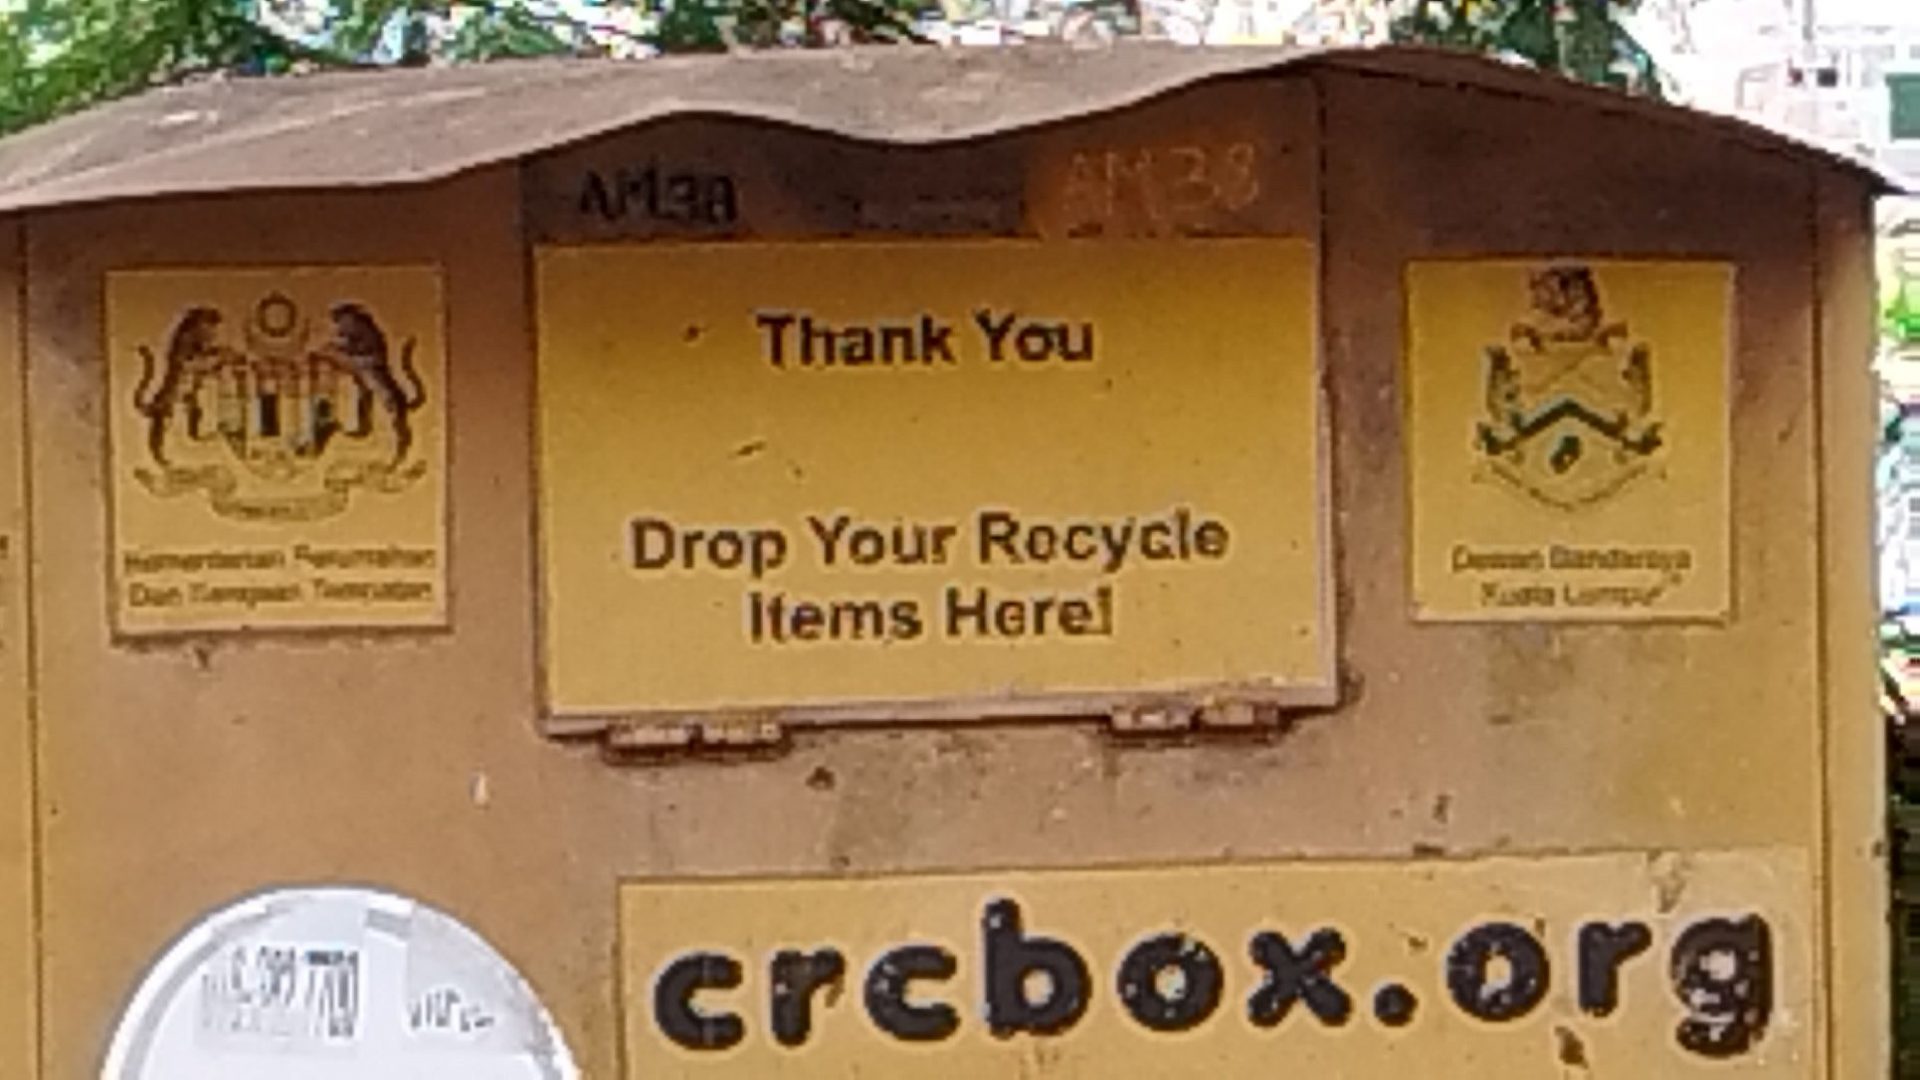 AM38
AM38
Thank You
Drop Your Recycle
Items Here!
Kementerian Perumahan
Dan Kerajaan Tempatan
Dewan Bandaraya
Kuala Lumpur
crcbox.org